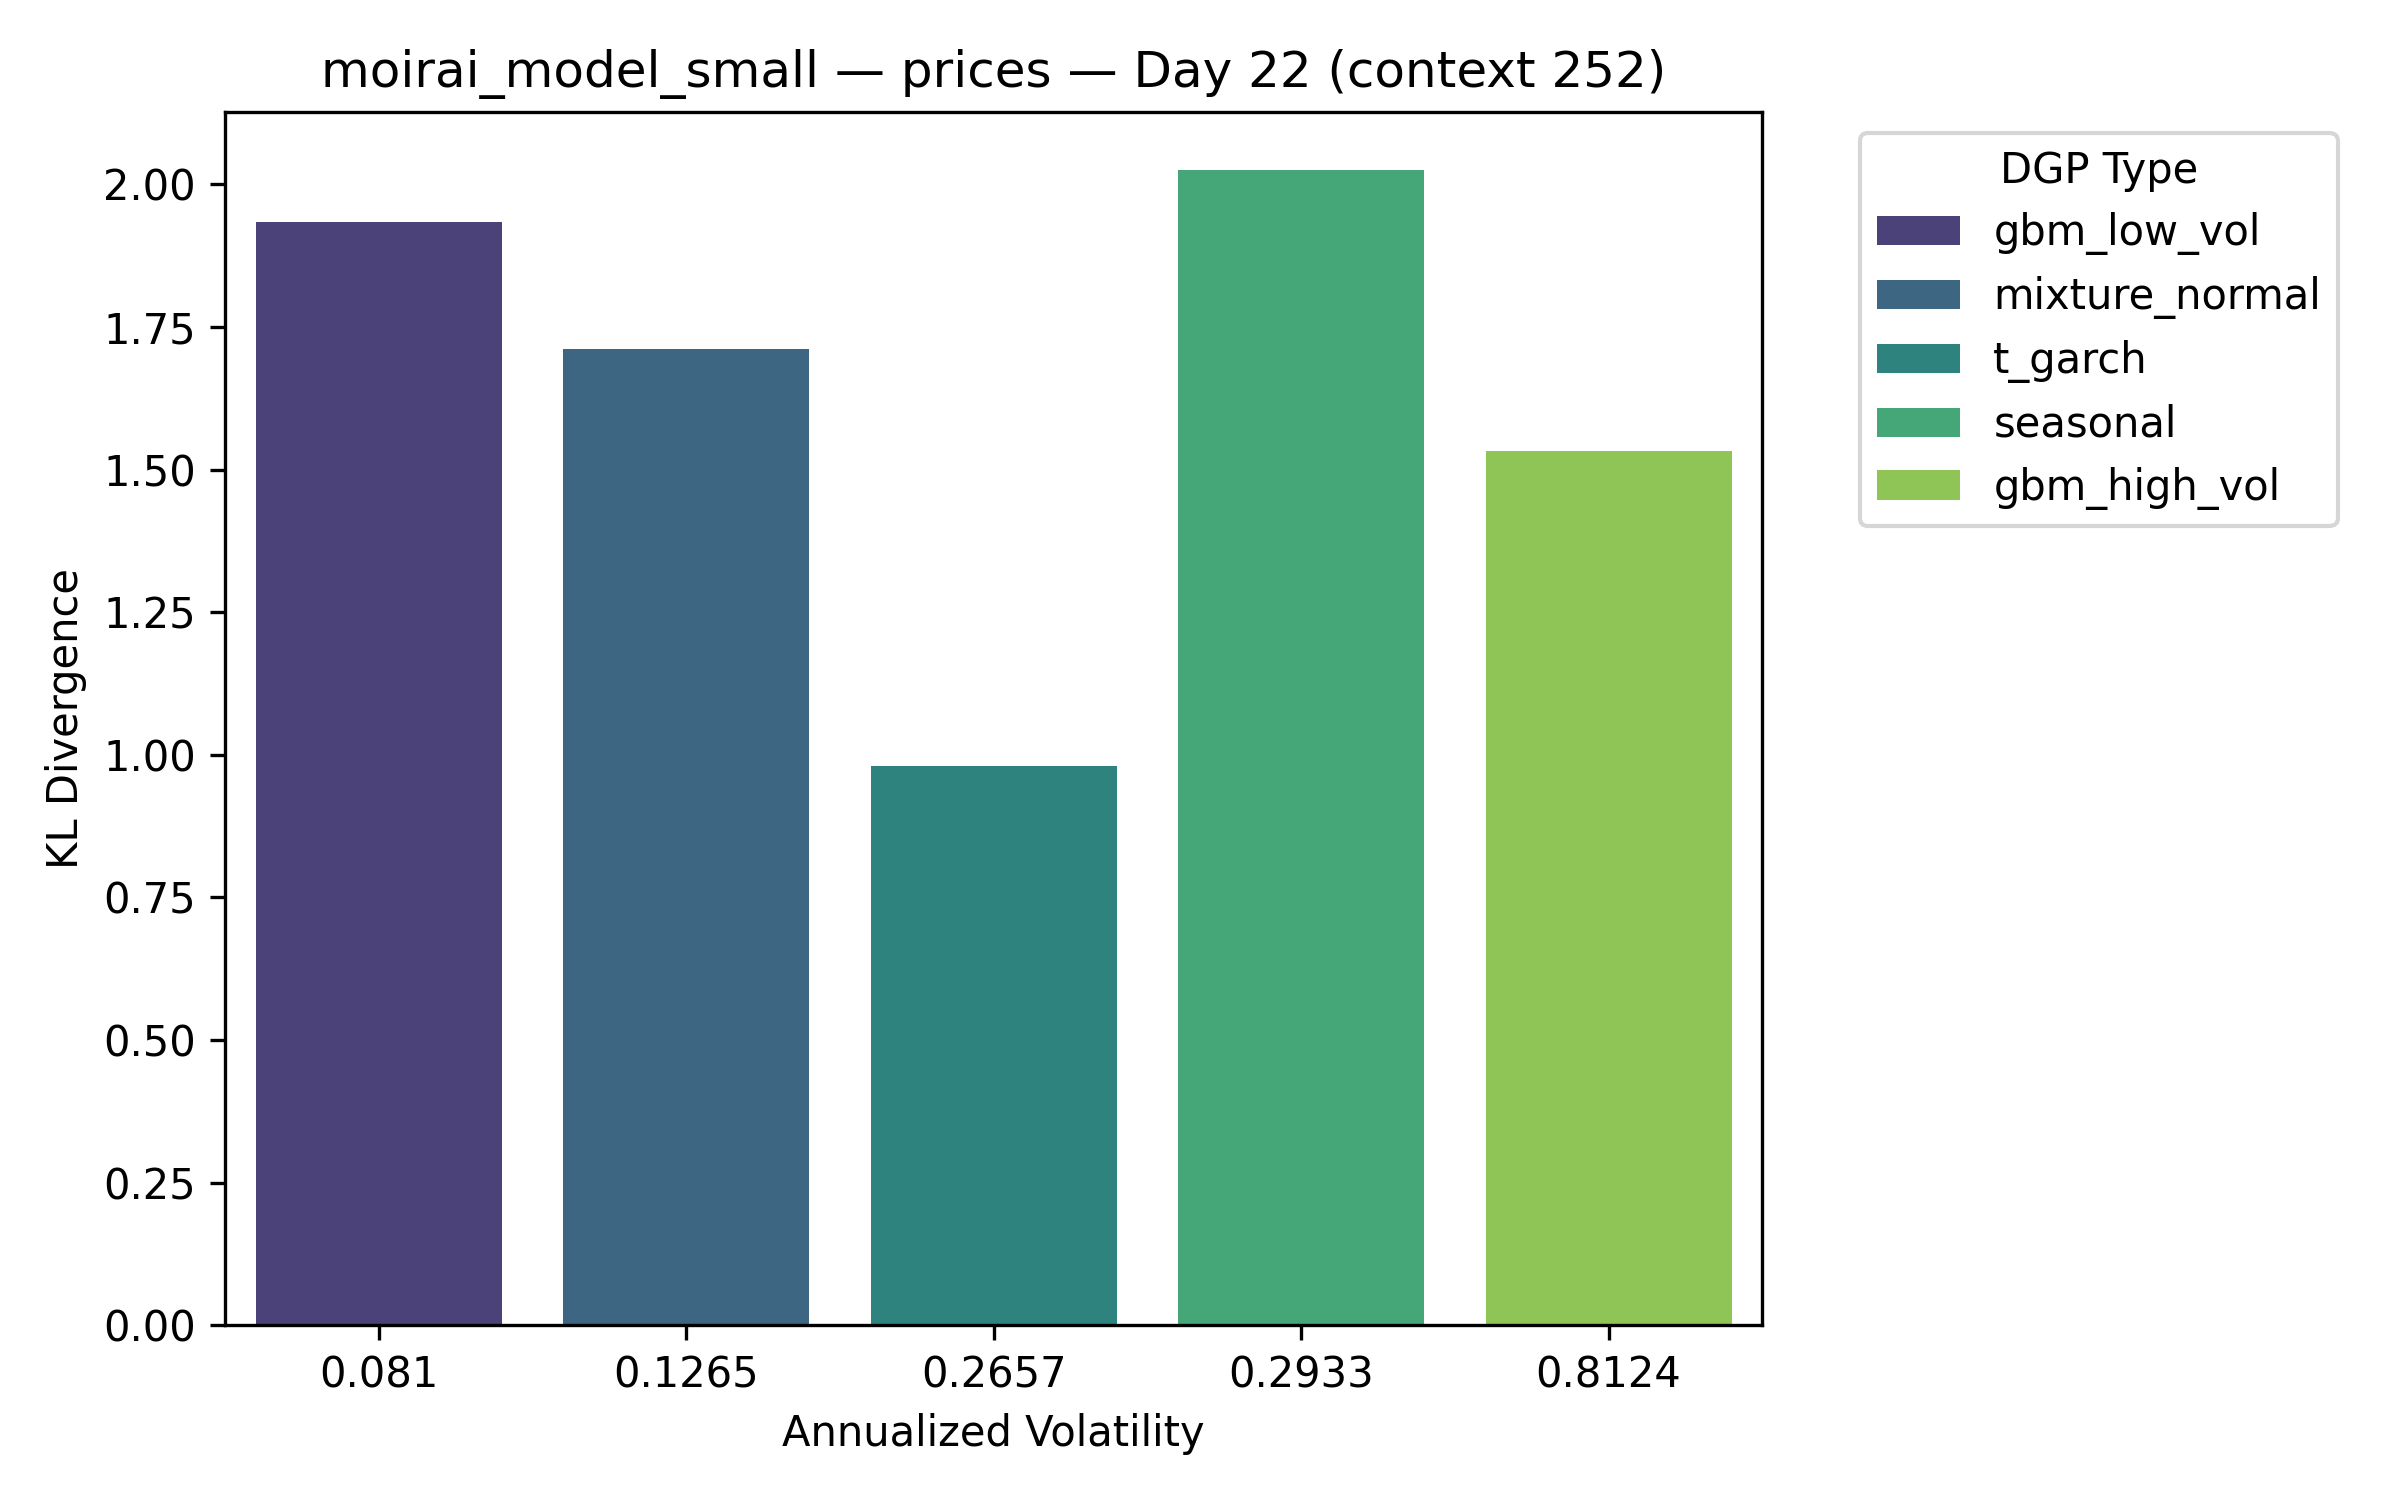 moirai_model_small — prices — Day 22 (context 252)
KL Divergence
2.00
1.75
1.50
1.25
1.00
0.75
0.50
0.25
0.00
0.081 0.1265 0.2657 0.2933 0.8124
Annualized Volatility
DGP Type
gbm_low_vol
mixture_normal
t_garch
seasonal
gbm_high_vol